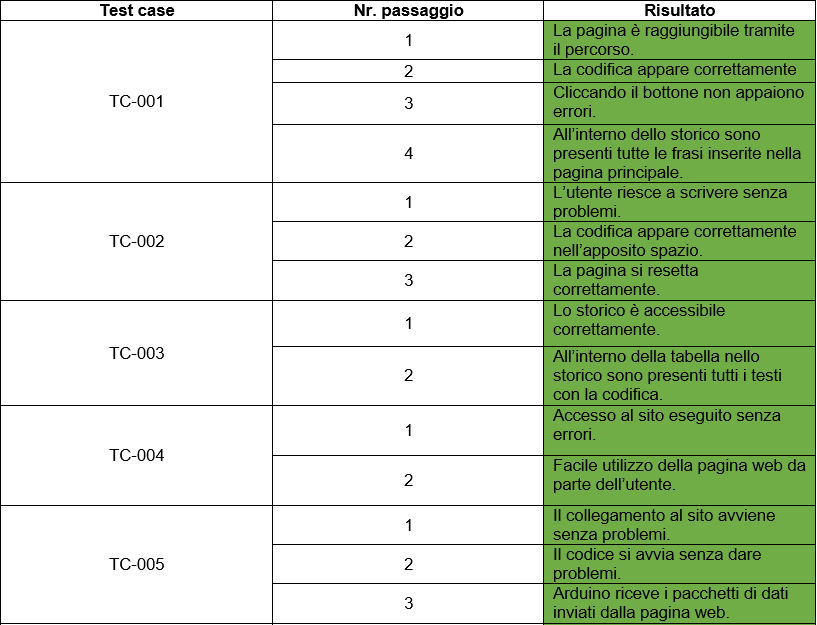 Test case Nr. passaggio Risultato
TC-001
1
La pagina è raggiungibile tramite
il percorso.
2
La codifica appare correttamente
3
Cliccando il bottone non appaiono
errori.
4
All’interno dello storico sono
presenti tutte le frasi inserite nella
pagina principale.
TC-002
1
L’utente riesce a scrivere senza
problemi.
2
La codifica appare correttamente
nell’apposito spazio.
3
La pagina si resetta
correttamente.
TC-003
1
Lo storico è accessibile
correttamente.
2
All’interno della tabella nello
storico sono presenti tutti i testi
con la codifica.
TC-004
1
Accesso al sito eseguito senza
errori.
2
Facile utilizzo della pagina web da
parte dell’utente.
TC-005
1
Il collegamento al sito avviene
senza problemi.
2
Il codice si avvia senza dare
problemi.
3
Arduino riceve i pacchetti di dati
inviati dalla pagina web.